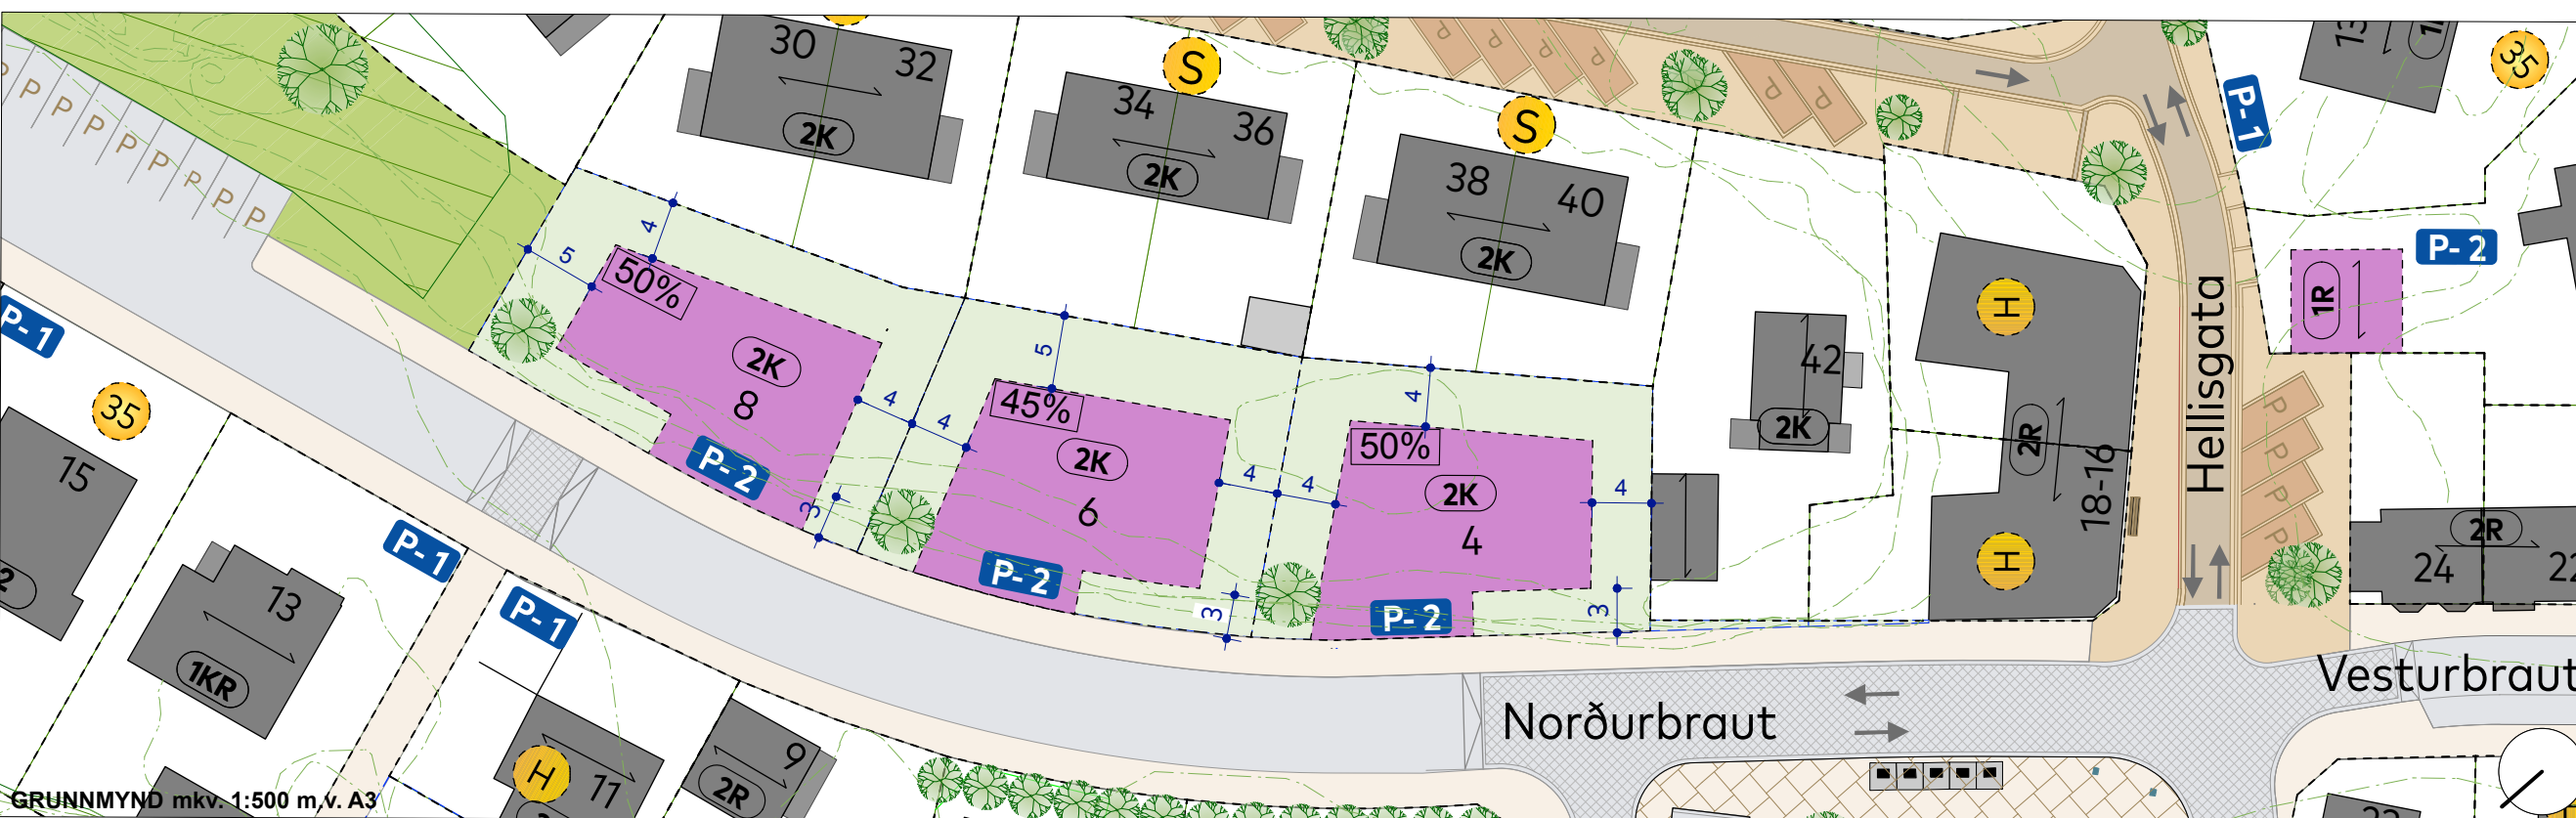 30 32
2K
S
34 36
2K
S
38 40
2K
P P P P P P P P P
P P P P
P P
P-1
35
1R
P-2
P-1
35
15
5
4
50%
2K
8
P-2
4
4
3
5
45%
2K
6
P-2
4
4
3
4
50%
2K
4
P-2
4
3
42
2K
H
2R
18-16
H
Hellisgata
P
P
P
P
2R
24
22
P-1
13
1KR
P-1
H
11
9
2R
Norðurbraut
Vesturbraut
GRUNNMYND mkv. 1:500 m.v. A3